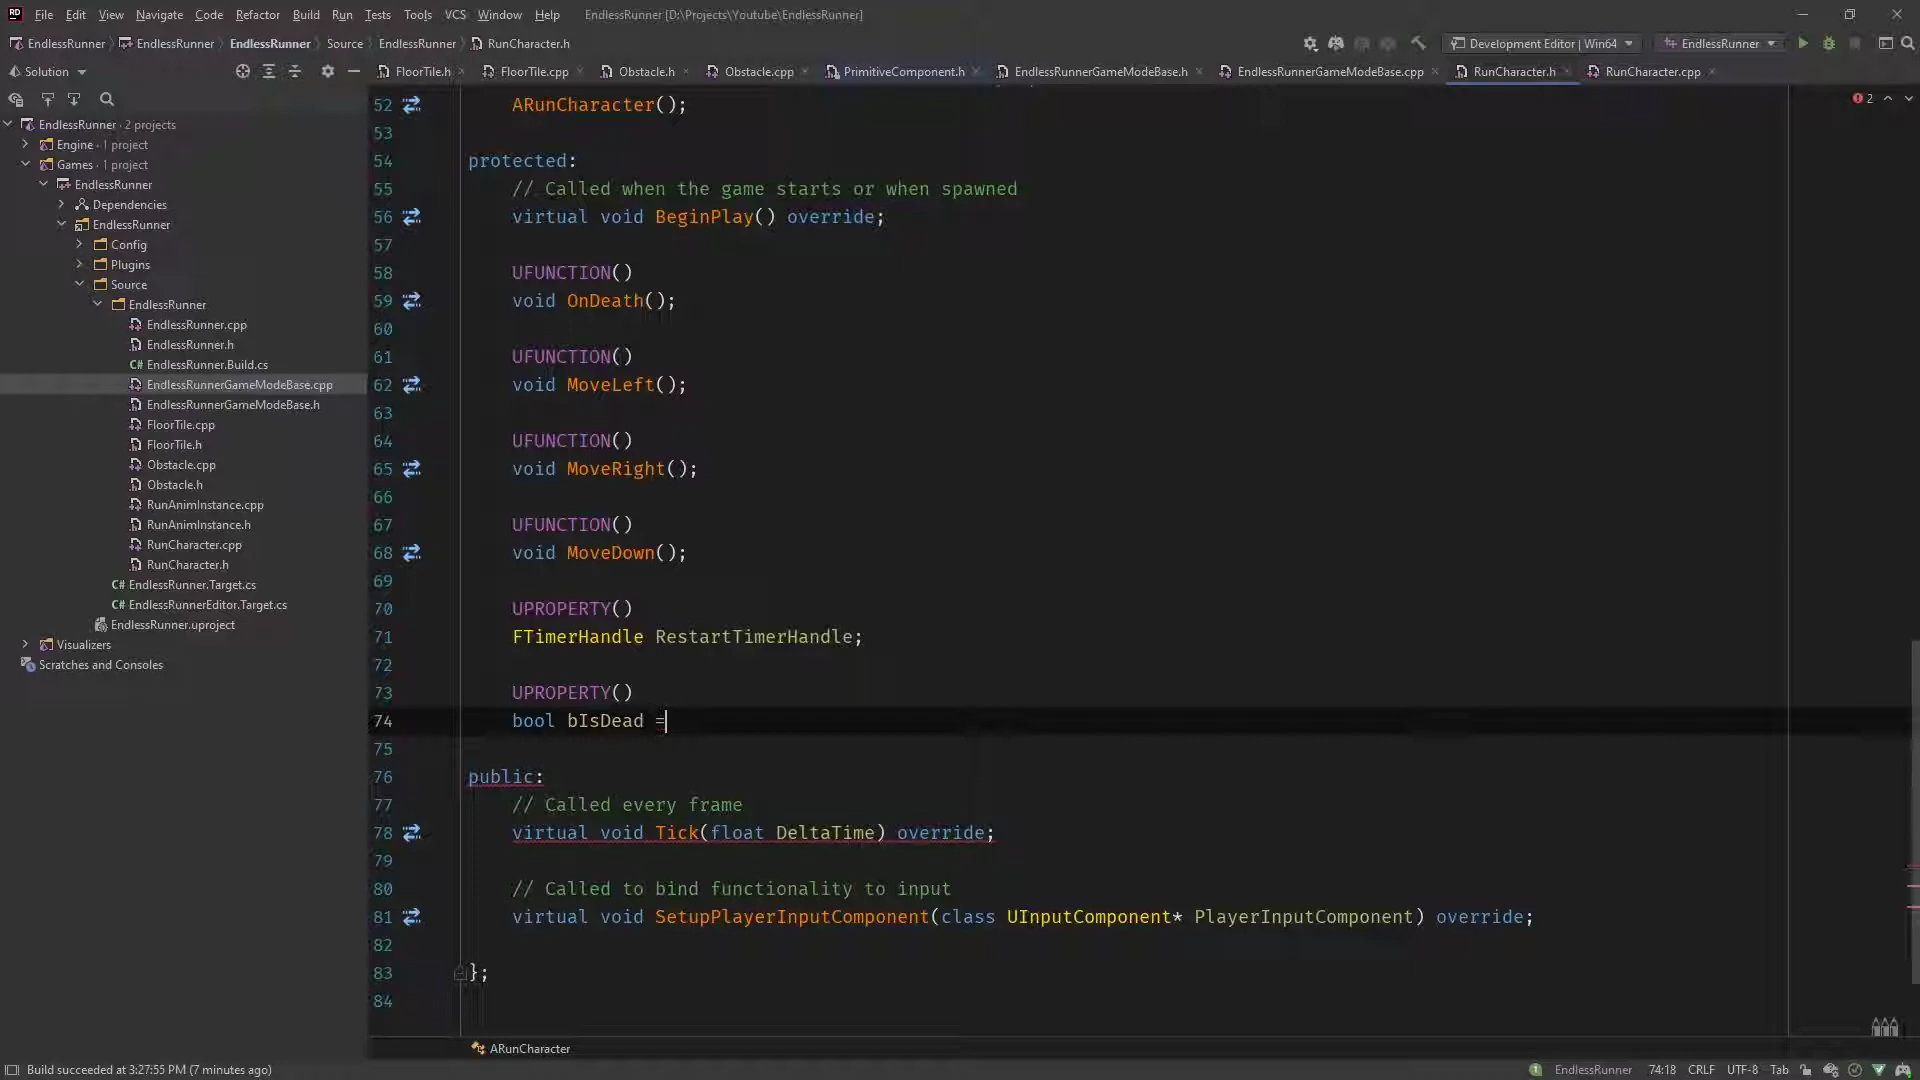 RD File Edit View Navigate Code Refactor Build Run Tests Tools VCS Window Help EndlessRunner [D:\Projects\Youtube\EndlessRunner]
EndlessRunner EndlessRunner EndlessRunner Source EndlessRunner RunCharacter.h Development Editor | Win64 EndlessRunner
Solution FloorTile.h FloorTile.cpp Obstacle.h Obstacle.cpp PrimitiveComponent.h EndlessRunnerGameModeBase.h EndlessRunnerGameModeBase.cpp RunCharacter.h RunCharacter.cpp
EndlessRunner · 2 projects
Engine · 1 project
Games · 1 project
EndlessRunner
Dependencies
EndlessRunner
Config
Plugins
Source
EndlessRunner
EndlessRunner.cpp
EndlessRunner.h
C# EndlessRunner.Build.cs
EndlessRunnerGameModeBase.cpp
EndlessRunnerGameModeBase.h
FloorTile.cpp
FloorTile.h
Obstacle.cpp
Obstacle.h
RunAnimInstance.cpp
RunAnimInstance.h
RunCharacter.cpp
RunCharacter.h
C# EndlessRunner.Target.cs
C# EndlessRunnerEditor.Target.cs
EndlessRunner.uproject
Visualizers
Scratches and Consoles
2
52 ARunCharacter();
53
54 protected:
55 // Called when the game starts or when spawned
56 virtual void BeginPlay() override;
57
58 UFUNCTION()
59 void OnDeath();
60
61 UFUNCTION()
62 void MoveLeft();
63
64 UFUNCTION()
65 void MoveRight();
66
67 UFUNCTION()
68 void MoveDown();
69
70 UPROPERTY()
71 FTimerHandle RestartTimerHandle;
72
73 UPROPERTY()
74 bool bIsDead =
75
76 public:
77 // Called every frame
78 virtual void Tick(float DeltaTime) override;
79
80 // Called to bind functionality to input
81 virtual void SetupPlayerInputComponent(class UInputComponent* PlayerInputComponent) override;
82
83 };
84
ARunCharacter
Build succeeded at 3:27:55 PM (7 minutes ago) EndlessRunner 74:18 CRLF UTF-8 Tab